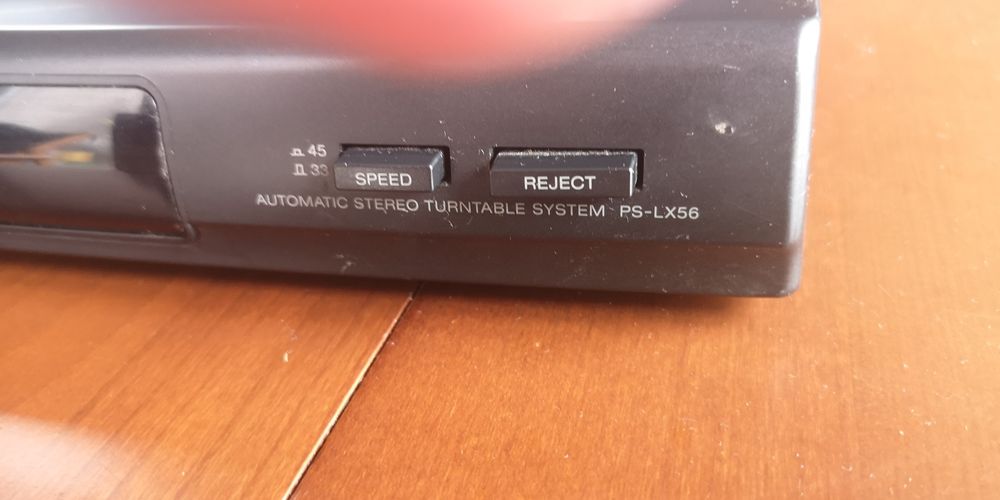 45
33
SPEED
REJECT
AUTOMATIC STEREO TURNTABLE SYSTEM PS-LX56